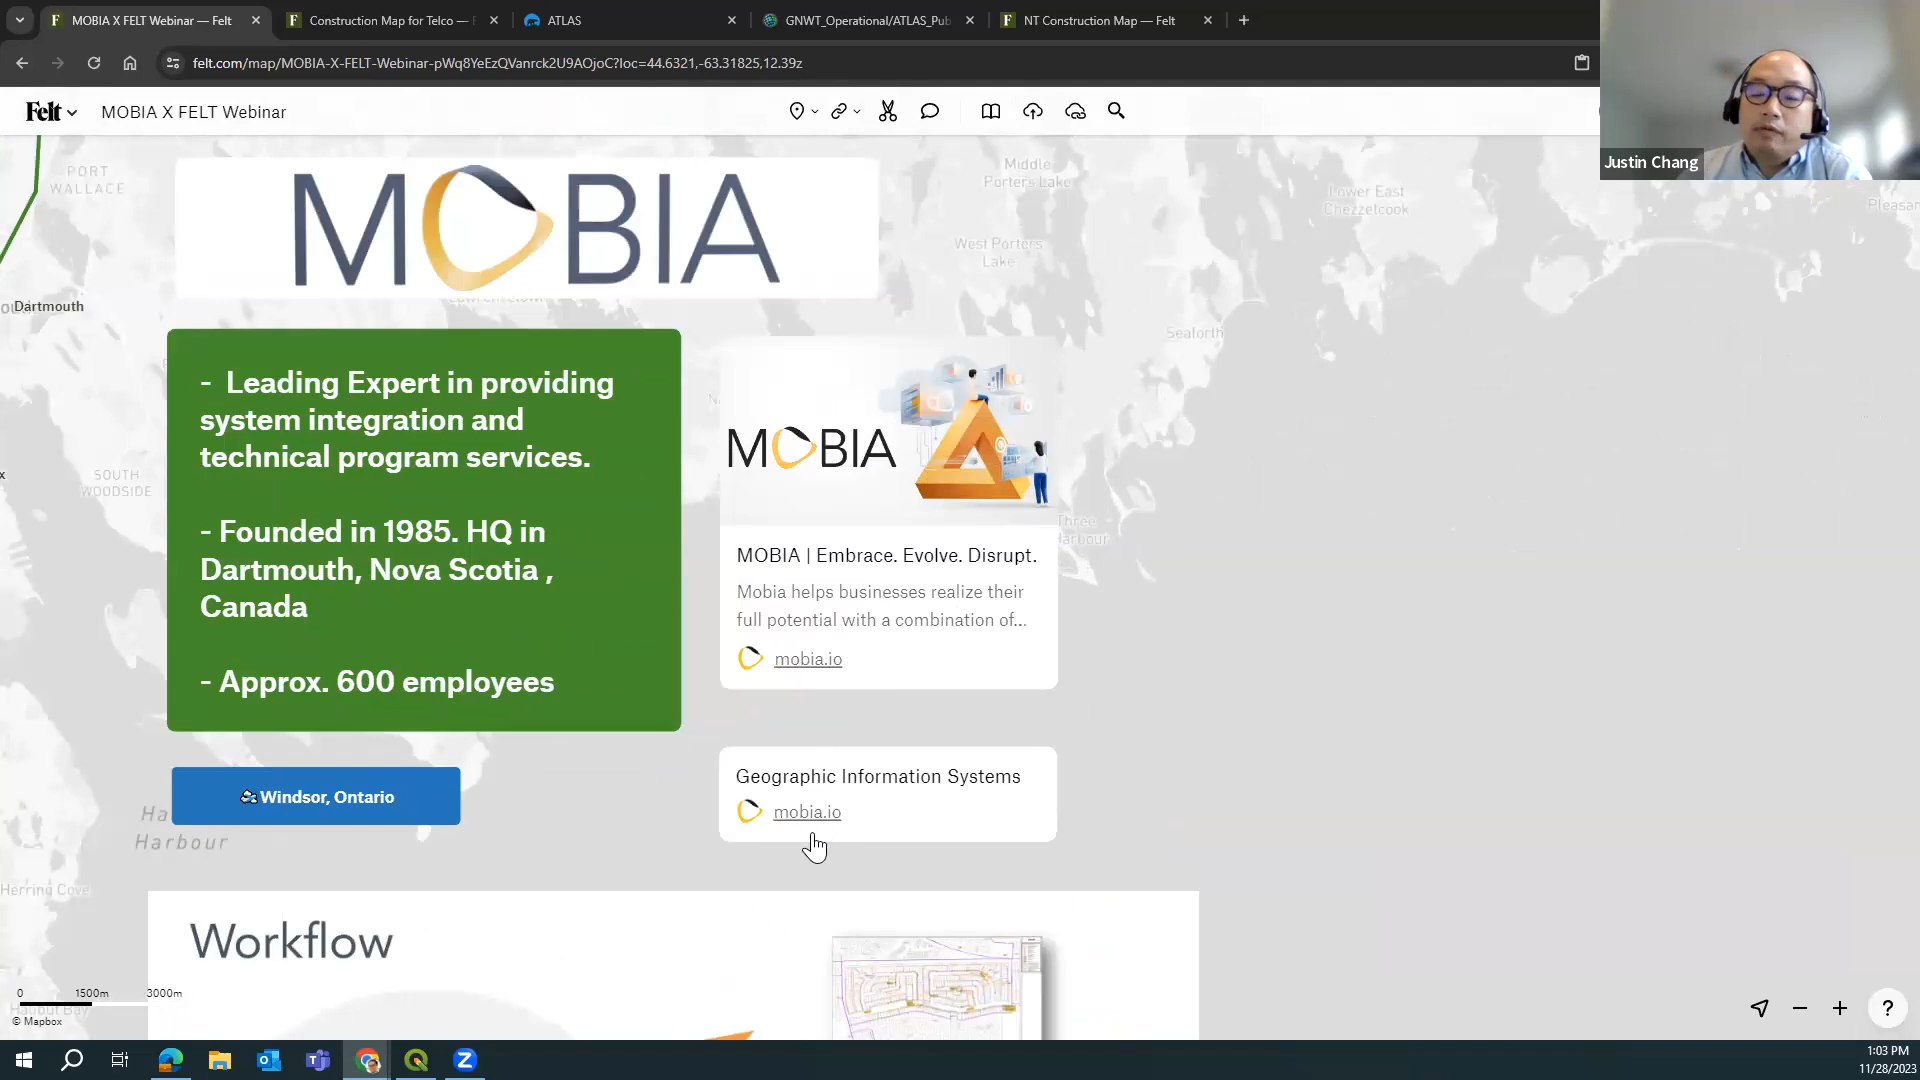 MOBIA X FELT Webinar — Felt
Construction Map for Telco —
ATLAS
GNWT_Operational/ATLAS_Pub
NT Construction Map — Felt
felt.com/map/MOBIA-X-FELT-Webinar-pWq8YeEzQVanrck2U9AOjoC?loc=44.6321,-63.31825,12.39z
Felt
MOBIA X FELT Webinar
Justin Chang
PORT
WALLACE
Middle
Porters Lake
Lower East
Chezzetcook
Pleasan
West Porters
Lake
Dartmouth
Seaforth
MOBIA
- Leading Expert in providing
system integration and
technical program services.
- Founded in 1985. HQ in
Dartmouth, Nova Scotia ,
Canada
- Approx. 600 employees
MOBIA
Three
MOBIA | Embrace. Evolve. Disrupt.
Mobia helps businesses realize their
full potential with a combination of...
mobia.io
SOUTH
WOODSIDE
Windsor, Ontario
Harbour
Geographic Information Systems
mobia.io
Herring Cove
Workflow
0 1500m 3000m
© Mapbox
?
1:03 PM
11/28/2023